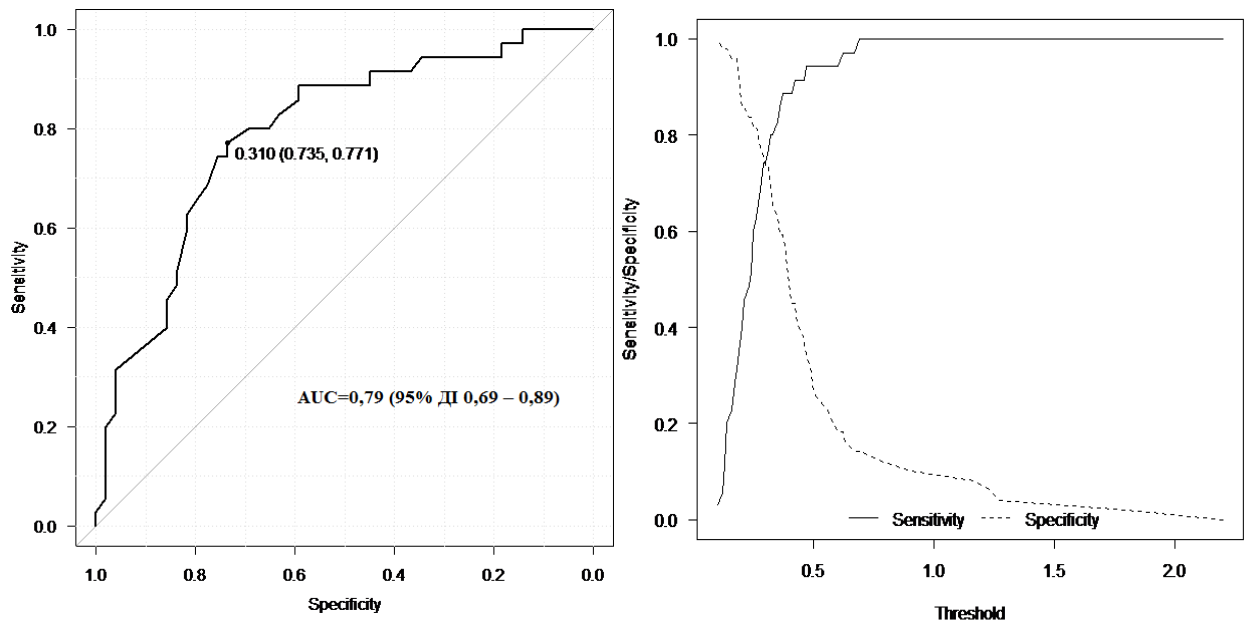 1.0
0.8
0.6
0.4
0.2
0.0
Sensitivity
0.310 (0.735, 0.771)
AUC=0,79 (95% ДІ 0,69 – 0,89)
1.0 0.8 0.6 0.4 0.2 0.0
Specificity
1.0
0.8
0.6
0.4
0.2
0.0
Sensitivity/Specificity
Sensitivity Specificity
0.5 1.0 1.5 2.0
Threshold